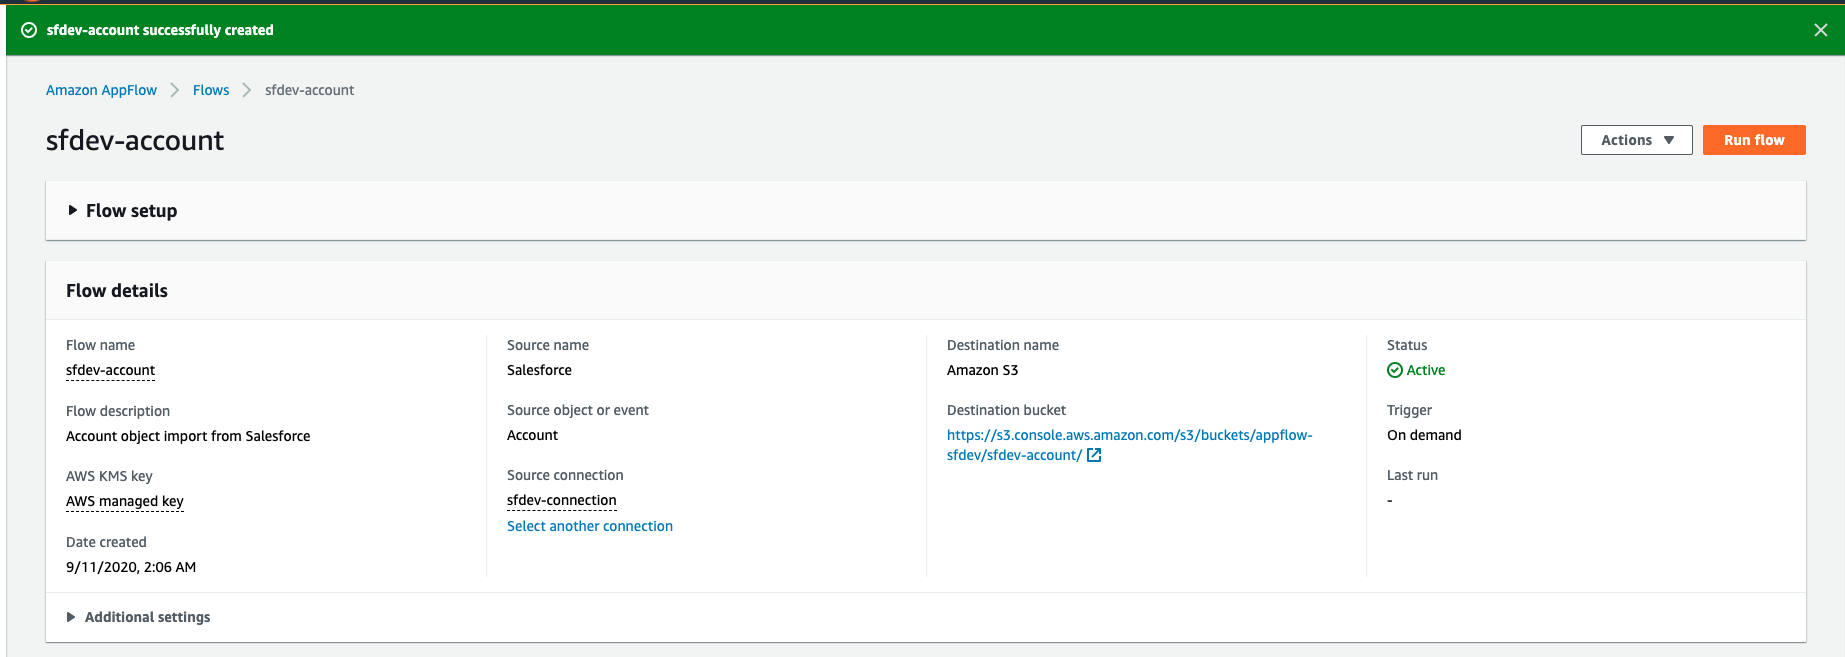 sfdev-account successfully created
Amazon AppFlow
Flows
sfdev-account
sfdev-account
Actions
Run flow
Flow setup
Flow details
Flow name
sfdev-account
Flow description
Account object import from Salesforce
AWS KMS key
AWS managed key
Date created
9/11/2020, 2:06 AM
Source name
Salesforce
Source object or event
Account
Source connection
sfdev-connection
Select another connection
Destination name
Amazon S3
Destination bucket
https://s3.console.aws.amazon.com/s3/buckets/appflow-
sfdev/sfdev-account/
Status
Active
Trigger
On demand
Last run
-
Additional settings